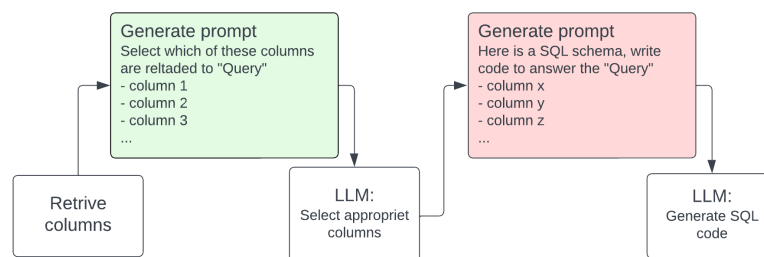 Generate prompt
Select which of these columns
are reltaded to "Query"
- column 1
- column 2
- column 3
...
Generate prompt
Here is a SQL schema, write
code to answer the "Query"
- column x
- column y
- column z
...
Retrive
columns
LLM:
Select appropriet
columns
LLM:
Generate SQL
code